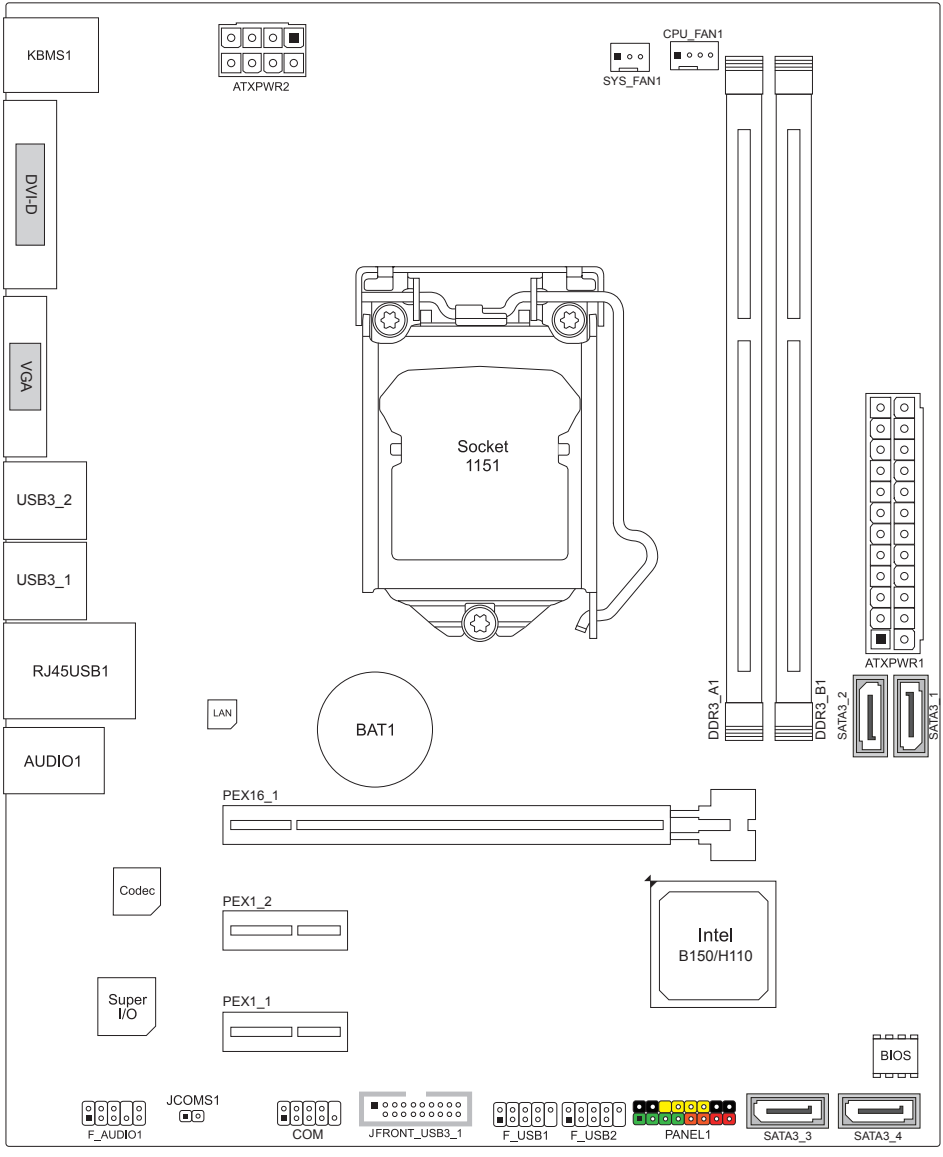 KBMS1
ATXPWR2
SYS_FAN1
CPU_FAN1
DVI-D
VGA
Socket
1151
USB3_2
USB3_1
RJ45USB1
AUDIO1
LAN
BAT1
DDR3_A1
DDR3_B1
ATXPWR1
SATA3_2
SATA3_1
PEX16_1
Codec
PEX1_2
Intel
B150/H110
Super
I/O
PEX1_1
BIOS
F_AUDIO1
JCOMS1
COM
JFRONT_USB3_1
F_USB1
F_USB2
PANEL1
SATA3_3
SATA3_4